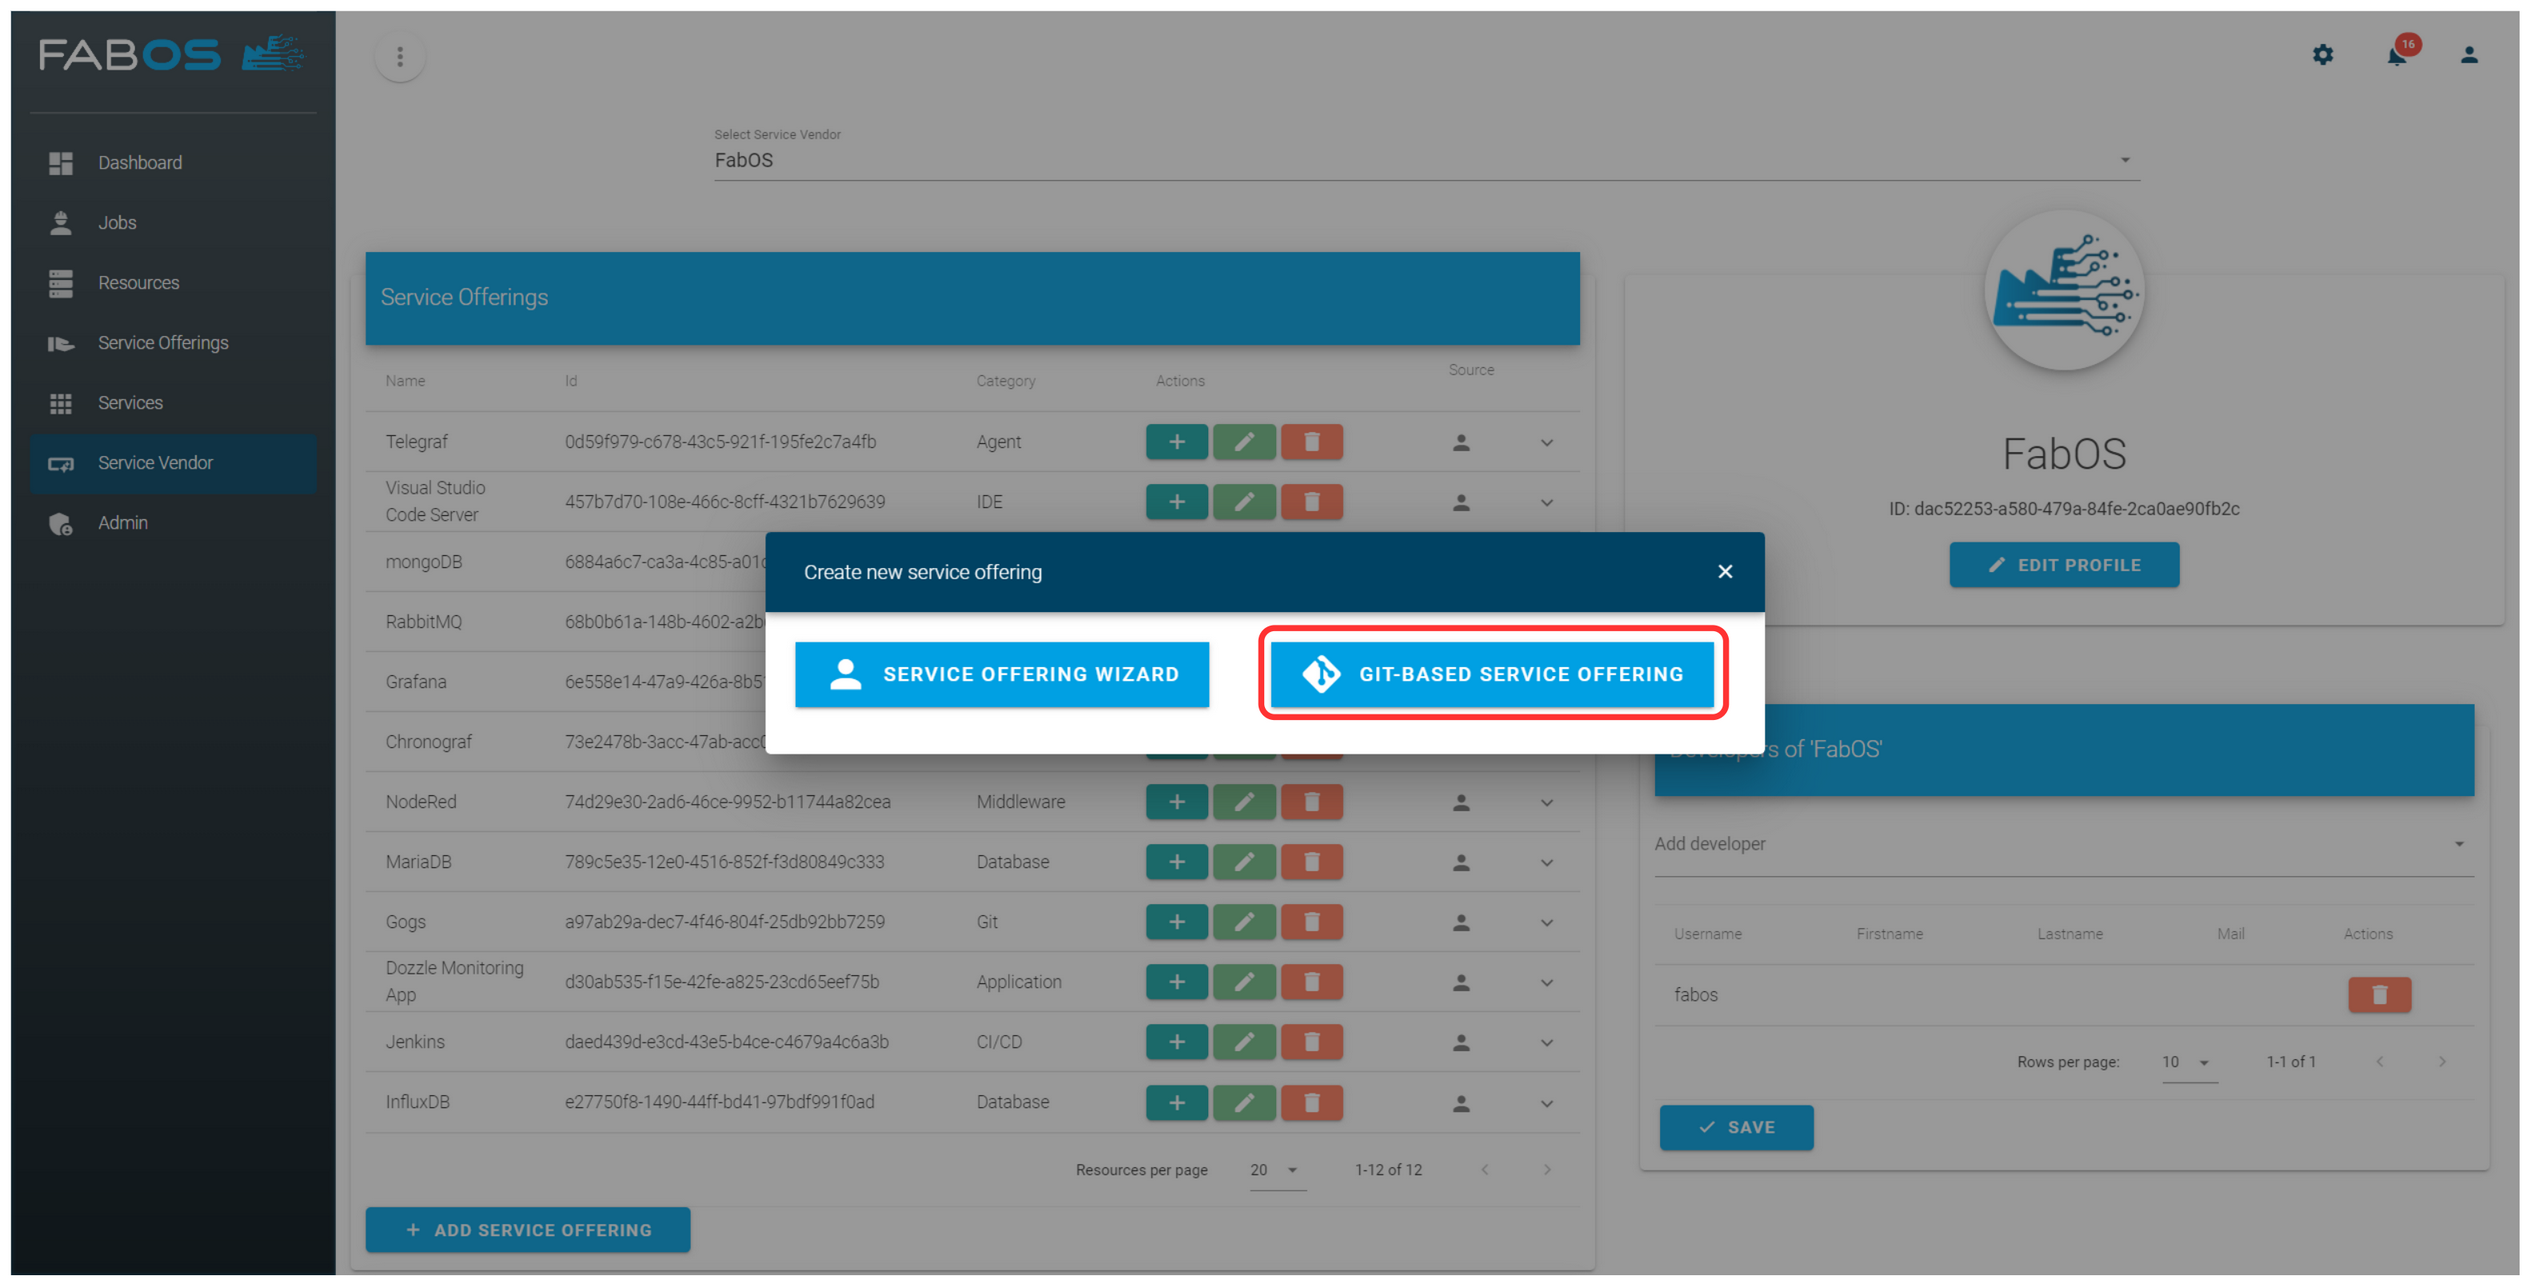 FABOS
16
Dashboard
Jobs
Resources
Service Offerings
Services
Service Vendor
Admin
Select Service Vendor
FabOS
Service Offerings
Name Id Category Actions Source
Telegraf 0d59f979-c678-43c5-921f-195fe2c7a4fb Agent
Visual Studio
Code Server 457b7d70-108e-466c-8cff-4321b7629639 IDE
mongoDB 6884a6c7-ca3a-4c85-a01
RabbitMQ 68b0b61a-148b-4602-a2b
Grafana 6e558e14-47a9-426a-8b5
Chronograf 73e2478b-3acc-47ab-acc
NodeRed 74d29e30-2ad6-46ce-9952-b11744a82cea Middleware
MariaDB 789c5e35-12e0-4516-852f-f3d80849c333 Database
Gogs a97ab29a-dec7-4f46-804f-25db92bb7259 Git
Dozzle Monitoring
App d30ab535-f15e-42fe-a825-23cd65eef75b Application
Jenkins daed439d-e3cd-43e5-b4ce-c4679a4c6a3b CI/CD
InfluxDB e27750f8-1490-44ff-bd41-97bdf991f0ad Database
Resources per page 20 1-12 of 12
+ ADD SERVICE OFFERING
Create new service offering
SERVICE OFFERING WIZARD
GIT-BASED SERVICE OFFERING
FabOS
ID: dac52253-a580-479a-84fe-2ca0ae90fb2c
EDIT PROFILE
Developers of 'FabOS'
Add developer
Username Firstname Lastname Mail Actions
fabos
Rows per page: 10 1-1 of 1
SAVE